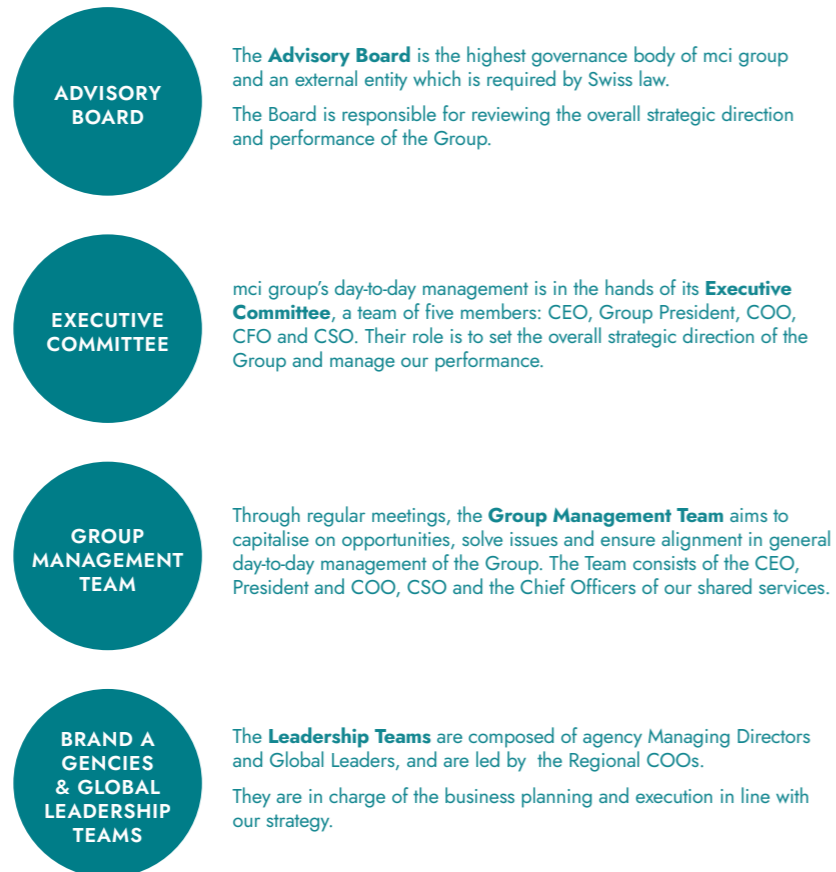 ADVISORY
BOARD
The Advisory Board is the highest governance body of mci group
and an external entity which is required by Swiss law.
The Board is responsible for reviewing the overall strategic direction
and performance of the Group.
EXECUTIVE
COMMITTEE
mci group's day-to-day management is in the hands of its Executive
Committee, a team of five members: CEO, Group President, COO,
CFO and CSO. Their role is to set the overall strategic direction of the
Group and manage our performance.
GROUP
MANAGEMENT
TEAM
Through regular meetings, the Group Management Team aims to
capitalise on opportunities, solve issues and ensure alignment in general
day-to-day management of the Group. The Team consists of the CEO,
President and COO, CSO and the Chief Officers of our shared services.
BRAND A
GENCIES
& GLOBAL
LEADERSHIP
TEAMS
The Leadership Teams are composed of agency Managing Directors
and Global Leaders, and are led by  the Regional COOs.
They are in charge of the business planning and execution in line with
our strategy.